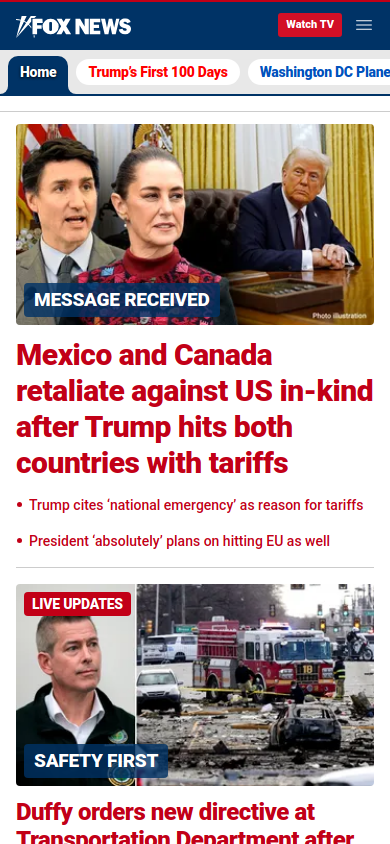 FOX NEWS
Watch TV
Home
Trump's First 100 Days
Washington DC Plane
MESSAGE RECEIVED
Photo illustration
Mexico and Canada
retaliate against US in-kind
after Trump hits both
countries with tariffs
• Trump cites ‘national emergency’ as reason for tariffs
• President ‘absolutely’ plans on hitting EU as well
LIVE UPDATES
18
SAFETY FIRST
Duffy orders new directive at
Transportation Department after